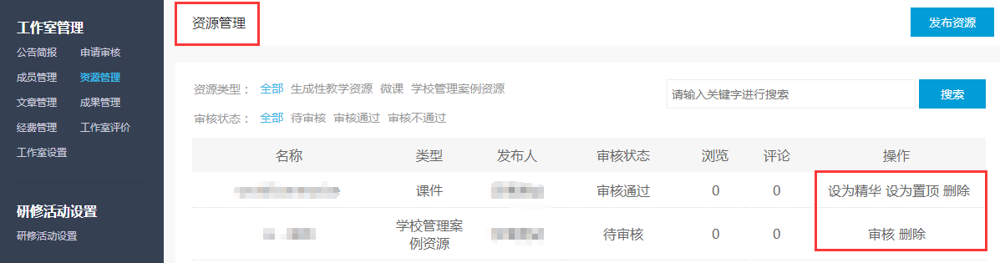 工作室管理
公告简报 申请审核
成员管理 资源管理
文章管理 成果管理
经费管理 工作室评价
工作室设置
研修活动设置
研修活动设置
资源管理
发布资源
资源类型： 全部 生成性教学资源 微课 学校管理案例资源
审核状态： 全部 待审核 审核通过 审核不通过
请输入关键字进行搜索
搜索
名称 类型 发布人 审核状态 浏览 评论 操作
课件 审核通过 0 0 设为精华 设为置顶 删除
学校管理案
例资源 待审核 0 0 审核 删除